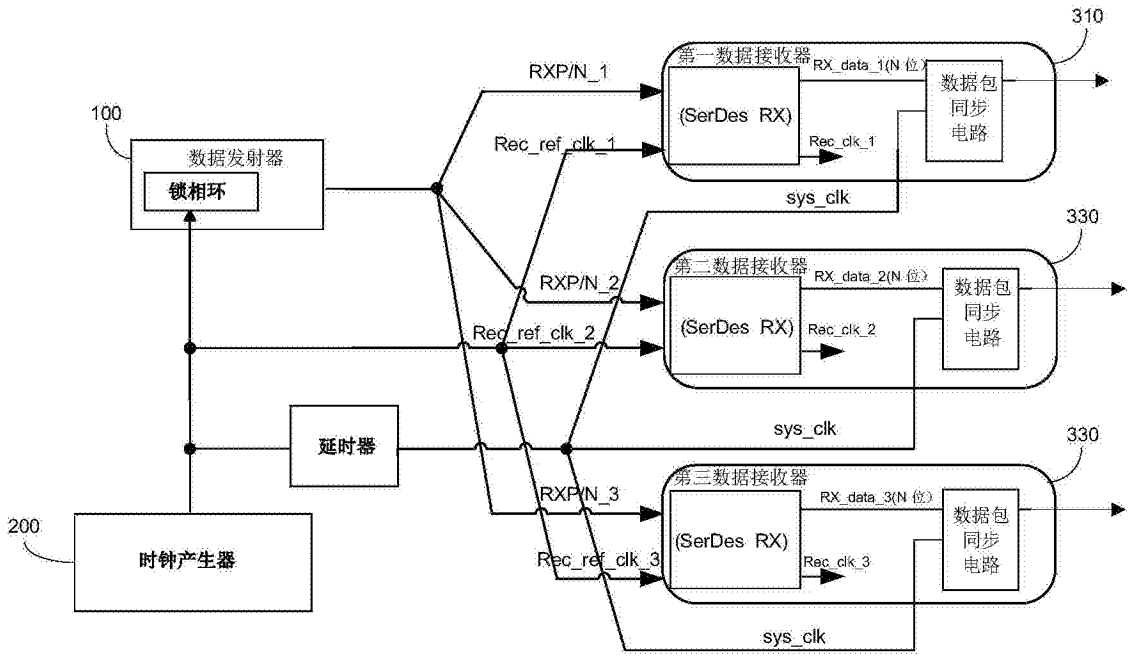 310
第一数据接收器
RX_data_1(N 位)
RXP/N_1
数据包
同步
电路
100
(SerDes RX)
数据发射器
Rec_ref_clk_1
Rec_clk_1
锁相环
sys_clk
330
第二数据接收器
RX_data_2(N 位)
RXP/N_2
数据包
同步
电路
(SerDes RX)
Rec_ref_clk_2
Rec_clk_2
sys_clk
延时器
330
第三数据接收器
RXP/N_3
RX_data_3(N 位)
数据包
同步
电路
200
(SerDes RX)
时钟产生器
Rec_ref_clk_3
Rec_clk_3
sys_clk